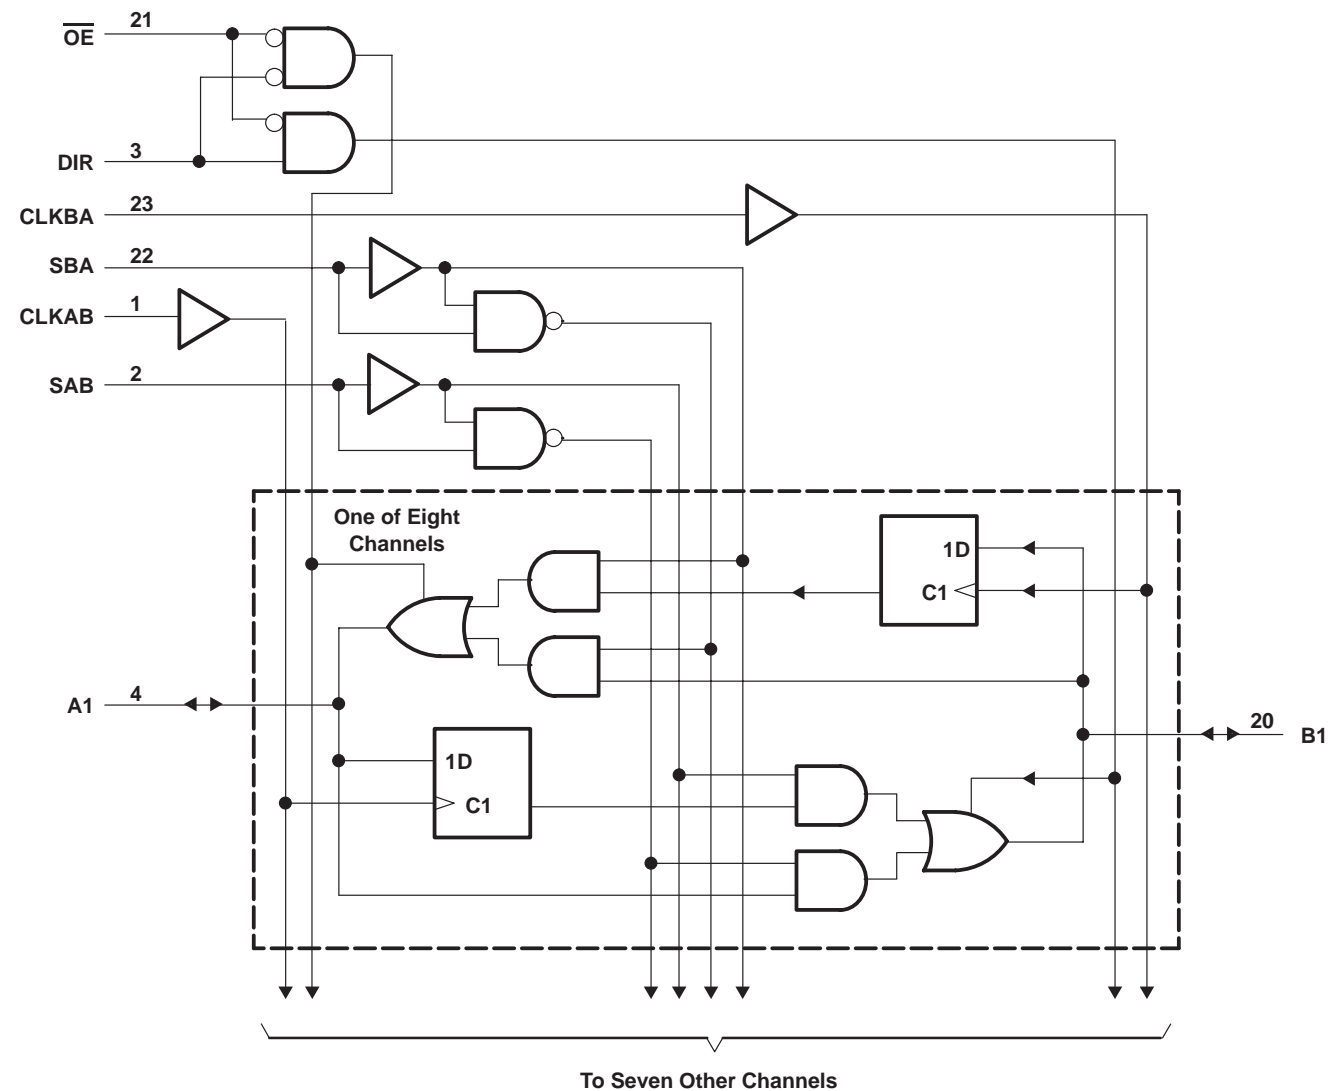 OE 21
DIR 3
CLKBA 23
SBA 22
CLKAB 1
SAB 2
One of Eight
Channels
1D
C1
A1 4
1D
C1
20 B1
To Seven Other Channels